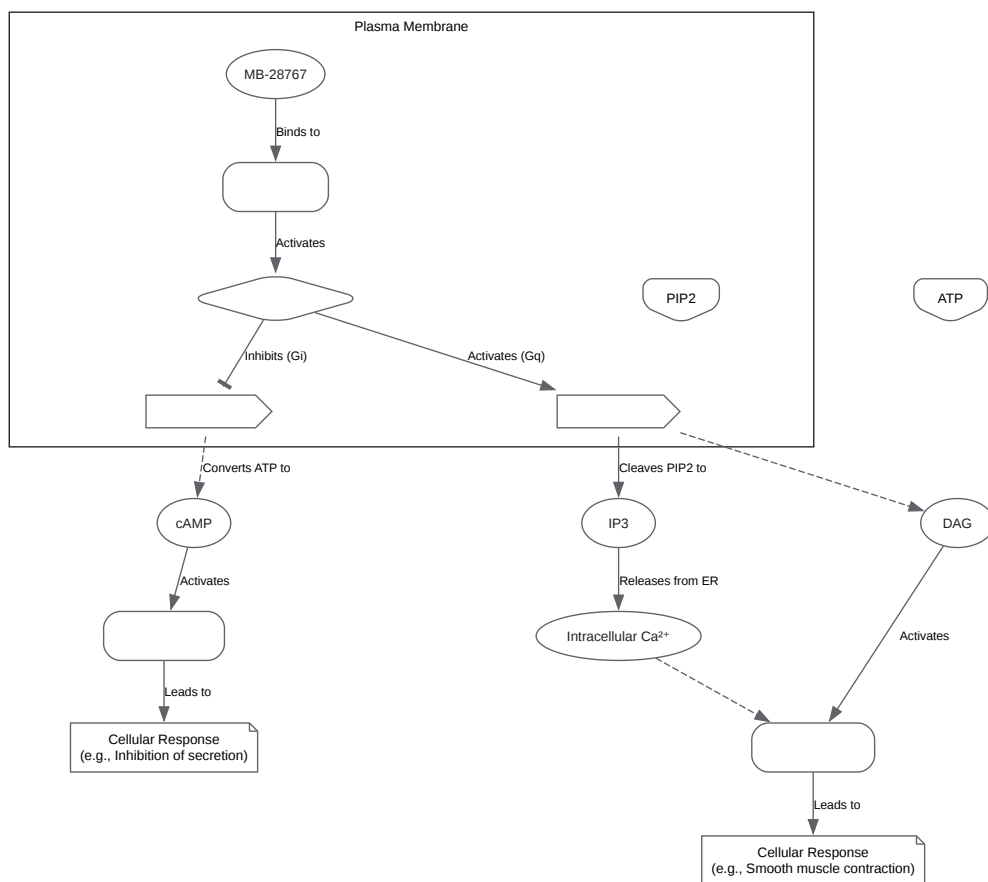 Plasma Membrane
MB-28767
Binds to
Activates
PIP2
ATP
Inhibits (Gi)
Activates (Gq)
Converts ATP to
Cleaves PIP2 to
cAMP
IP3
DAG
Activates
Releases from ER
Intracellular Ca²⁺
Activates
Leads to
Cellular Response
(e.g., Inhibition of secretion)
Leads to
Cellular Response
(e.g., Smooth muscle contraction)